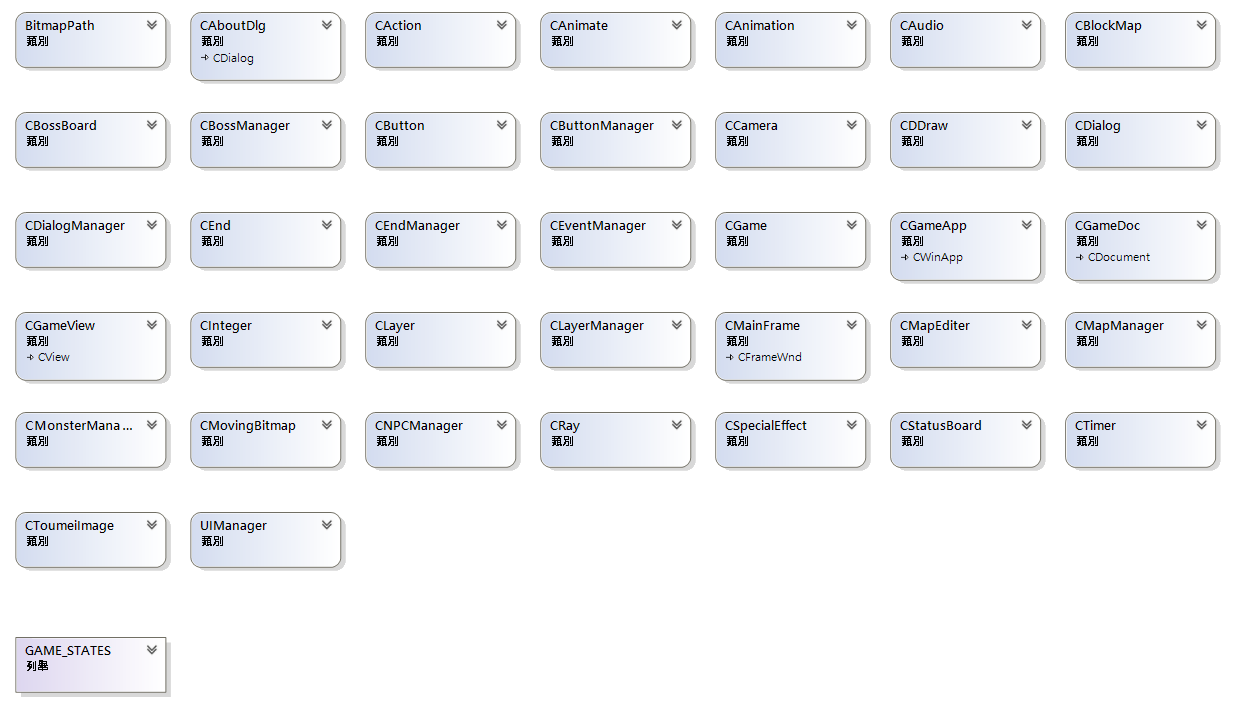 BitmapPath
類別
CAboutDlg
類別
CDialog
CAction
類別
CAnimate
類別
CAnimation
類別
CAudio
類別
CBlockMap
類別
CBossBoard
類別
CBossManager
類別
CButton
類別
CButtonManager
類別
CCamera
類別
CDDraw
類別
CDialog
類別
CDialogManager
類別
CEnd
類別
CEndManager
類別
CEventManager
類別
CGame
類別
CGameApp
類別
CWinApp
CGameDoc
類別
CDocument
CGameView
類別
CView
CInteger
類別
CLayer
類別
CLayerManager
類別
CMainFrame
類別
CFrameWnd
CMapEditer
類別
CMapManager
類別
CMonsterMana...
類別
CMovingBitmap
類別
CNPCManager
類別
CRay
類別
CSpecialEffect
類別
CStatusBoard
類別
CTimer
類別
CToumeiImage
類別
UIManager
類別
GAME_STATES
列舉